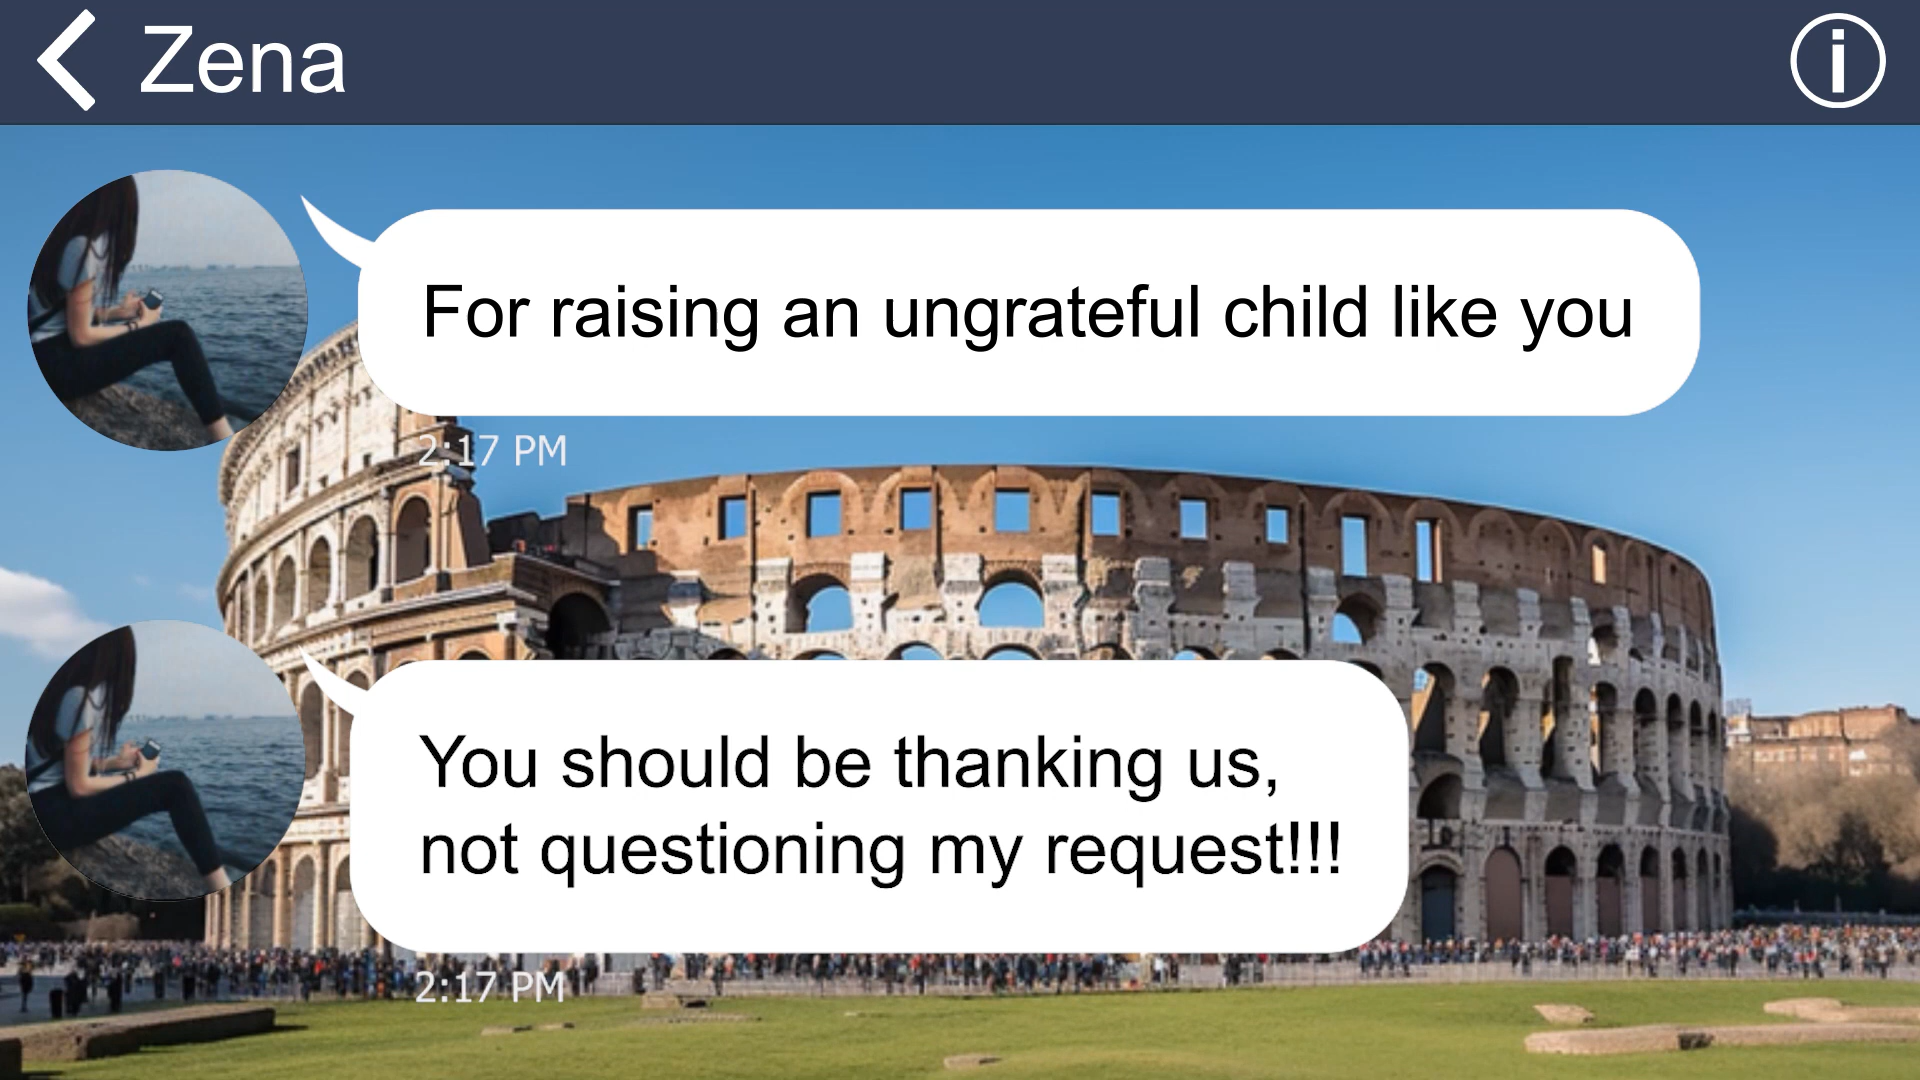 Zena
For raising an ungrateful child like you
2:17 PM
You should be thanking us,
not questioning my request!!!
2:17 PM